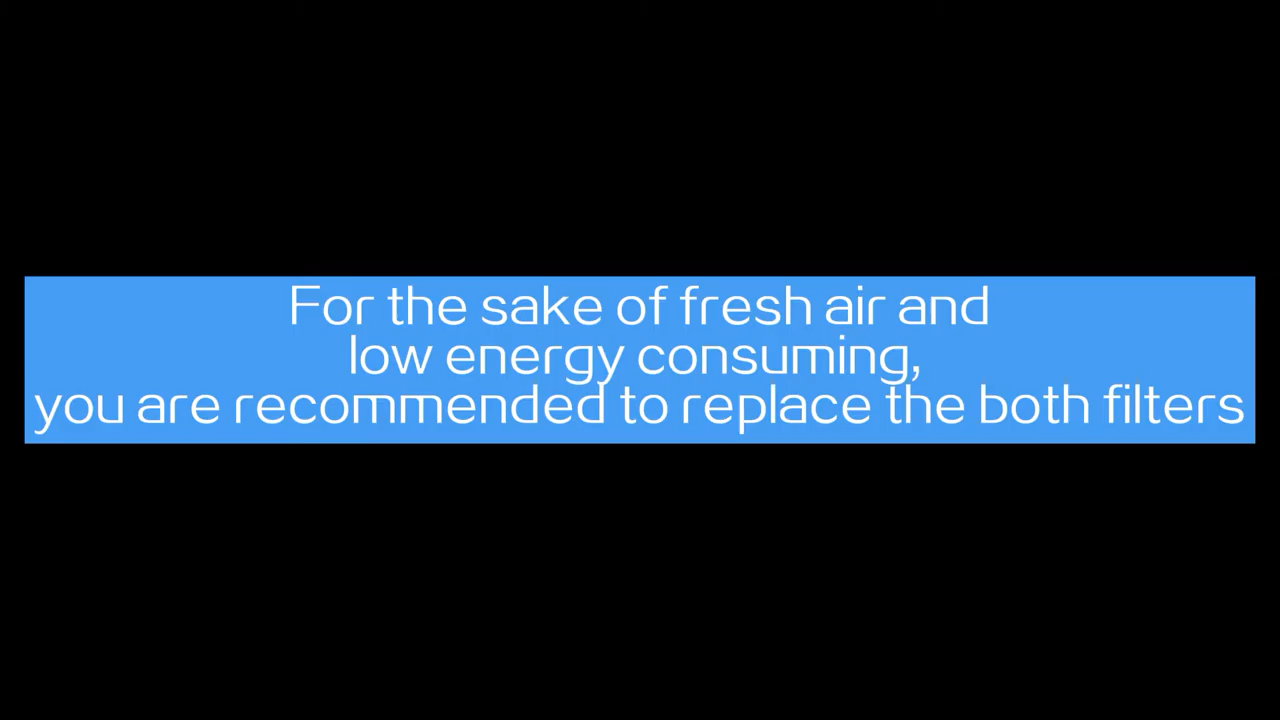 For the sake of fresh air and
low energy consuming,
you are recommended to replace the both filters